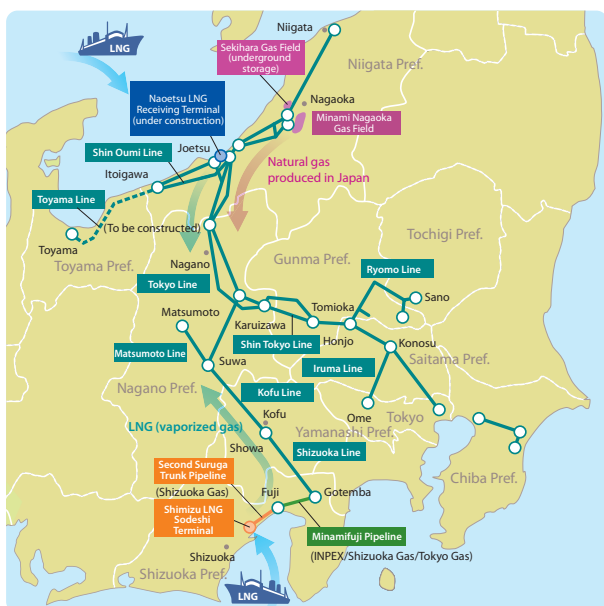 Niigata
LNG
Sekihara Gas Field
(underground
storage)
Niigata Pref.
Naoetsu LNG
Receiving Terminal
(under construction)
Nagaoka
Minami Nagaoka
Gas Field
Shin Oumi Line
Joetsu
Itoigawa
Natural gas
produced in Japan
Toyama Line
(To be constructed)
Toyama
Toyama Pref.
Tochigi Pref.
Nagano
Gunma Pref.
Ryomo Line
Tokyo Line
Sano
Matsumoto
Tomioka
Karuizawa
Shin Tokyo Line
Honjo
Konosu
Matsumoto Line
Suwa
Saitama Pref.
Iruma Line
Nagano Pref.
Kofu Line
Kofu
Ome
Tokyo
LNG (vaporized gas)
Yamanashi Pref.
Showa
Shizuoka Line
Second Suruga
Trunk Pipeline
(Shizuoka Gas)
Chiba Pref.
Fuji
Gotemba
Shimizu LNG
Sodeshi
Terminal
Minamifuji Pipeline
(INPEX/Shizuoka Gas/Tokyo Gas)
Shizuoka
Shizuoka Pref.
LNG